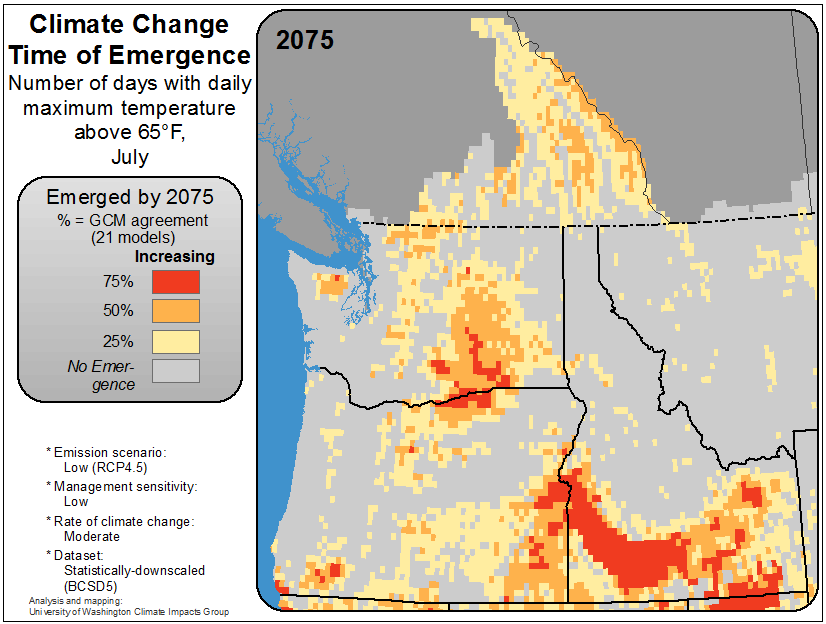 Climate Change
Time of Emergence
Number of days with daily
maximum temperature
above 65°F,
July
Emerged by 2075
% = GCM agreement
(21 models)
Increasing
75%
50%
25%
No Emer-
gence
* Emission scenario:
Low (RCP4.5)
* Management sensitivity:
Low
* Rate of climate change:
Moderate
* Dataset:
Statistically-downscaled
(BCSD5)
Analysis and mapping:
University of Washington Climate Impacts Group
2075